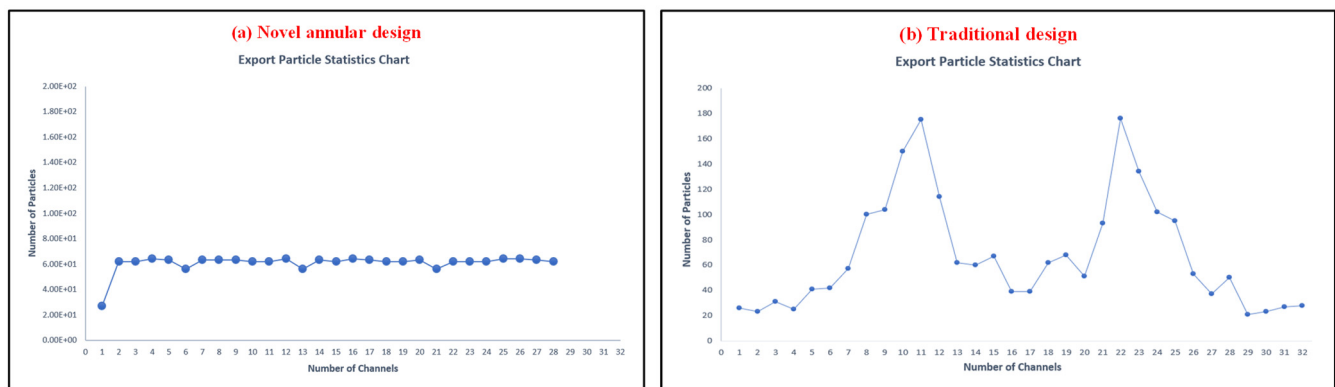 (a) Novel annular design
Export Particle Statistics Chart
2.00E+02
1.80E+02
1.60E+02
1.40E+02
1.20E+02
1.00E+02
8.00E+01
6.00E+01
4.00E+01
2.00E+01
0.00E+00
Number of Particles
0 1 2 3 4 5 6 7 8 9 10 11 12 13 14 15 16 17 18 19 20 21 22 23 24 25 26 27 28 29 30 31 32
Number of Channels
(b) Traditional design
Export Particle Statistics Chart
200
180
160
140
120
100
80
60
40
20
0
Number of Particles
0 1 2 3 4 5 6 7 8 9 10 11 12 13 14 15 16 17 18 19 20 21 22 23 24 25 26 27 28 29 30 31 32
Number of Channels